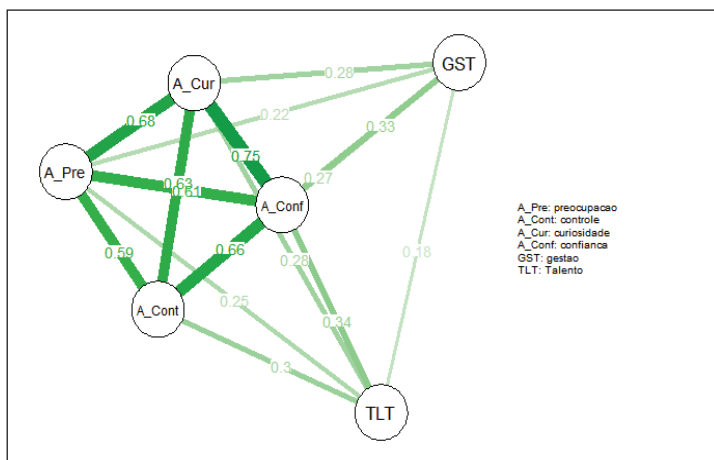 GST
A_Cur
0.28
0.22
0.68
0.33
0.75
A_Pre
0.63
0.61
0.27
A_Conf
A_Pre: preocupacao
A_Cont: controle
A_Cur: curiosidade
A_Conf: confianca
GST: gestao
TLT: Talento
0.59
0.66
0.28
0.18
0.25
A_Cont
0.34
0.3
TLT